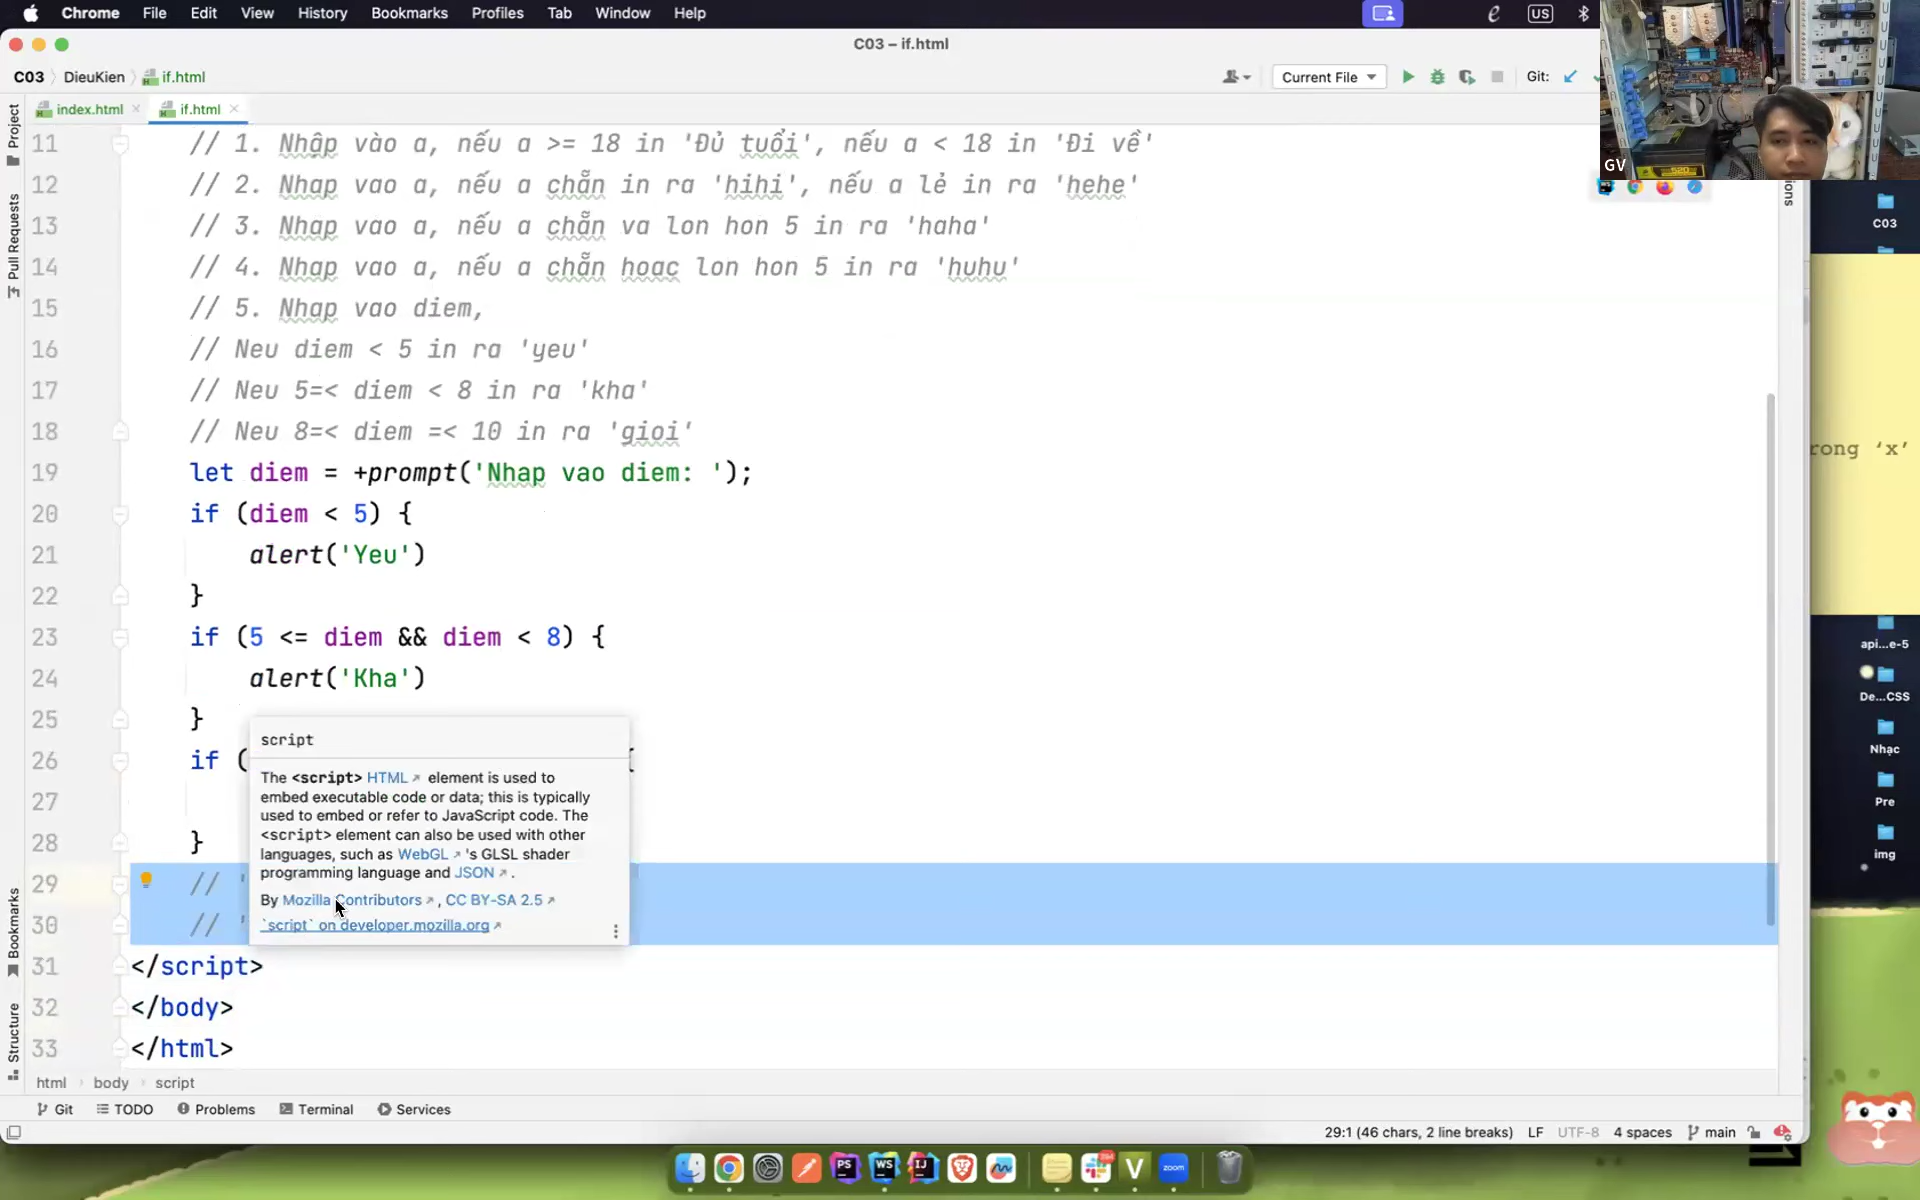 Chrome File Edit View History Bookmarks Profiles Tab Window Help US
C03 – if.html
C03 DieuKien if.html Current File Git:
index.html if.html
GV
Project
Pull Requests
Bookmarks
Structure
11 // 1. Nhập vào a, nếu a >= 18 in 'Đủ tuổi', nếu a < 18 in 'Đi về'
12 // 2. Nhap vao a, nếu a chẵn in ra 'hihi', nếu a lẻ in ra 'hehe'
13 // 3. Nhap vao a, nếu a chẵn va lon hon 5 in ra 'haha'
14 // 4. Nhap vao a, nếu a chẵn hoac lon hon 5 in ra 'huhu'
15 // 5. Nhap vao diem,
16 // Neu diem < 5 in ra 'yeu'
17 // Neu 5=< diem < 8 in ra 'kha'
18 // Neu 8=< diem =< 10 in ra 'gioi'
19 let diem = +prompt('Nhap vao diem: ');
20 if (diem < 5) {
21 alert('Yeu')
22 }
23 if (5 <= diem && diem < 8) {
24 alert('Kha')
25 }
26 if ( {
27
28 }
29 // '
30 // '
31 </script>
32 </body>
33 </html>
script
The <script> HTML element is used to
embed executable code or data; this is typically
used to embed or refer to JavaScript code. The
<script> element can also be used with other
languages, such as WebGL 's GLSL shader
programming language and JSON .
By Mozilla Contributors , CC BY-SA 2.5
`script` on developer.mozilla.org
html body script
Git TODO Problems Terminal Services
29:1 (46 chars, 2 line breaks) LF UTF-8 4 spaces main
C03
rong ‘x’
api...e-5
De...CSS
Nhạc
Pre
img
PS WS IJ V zoom